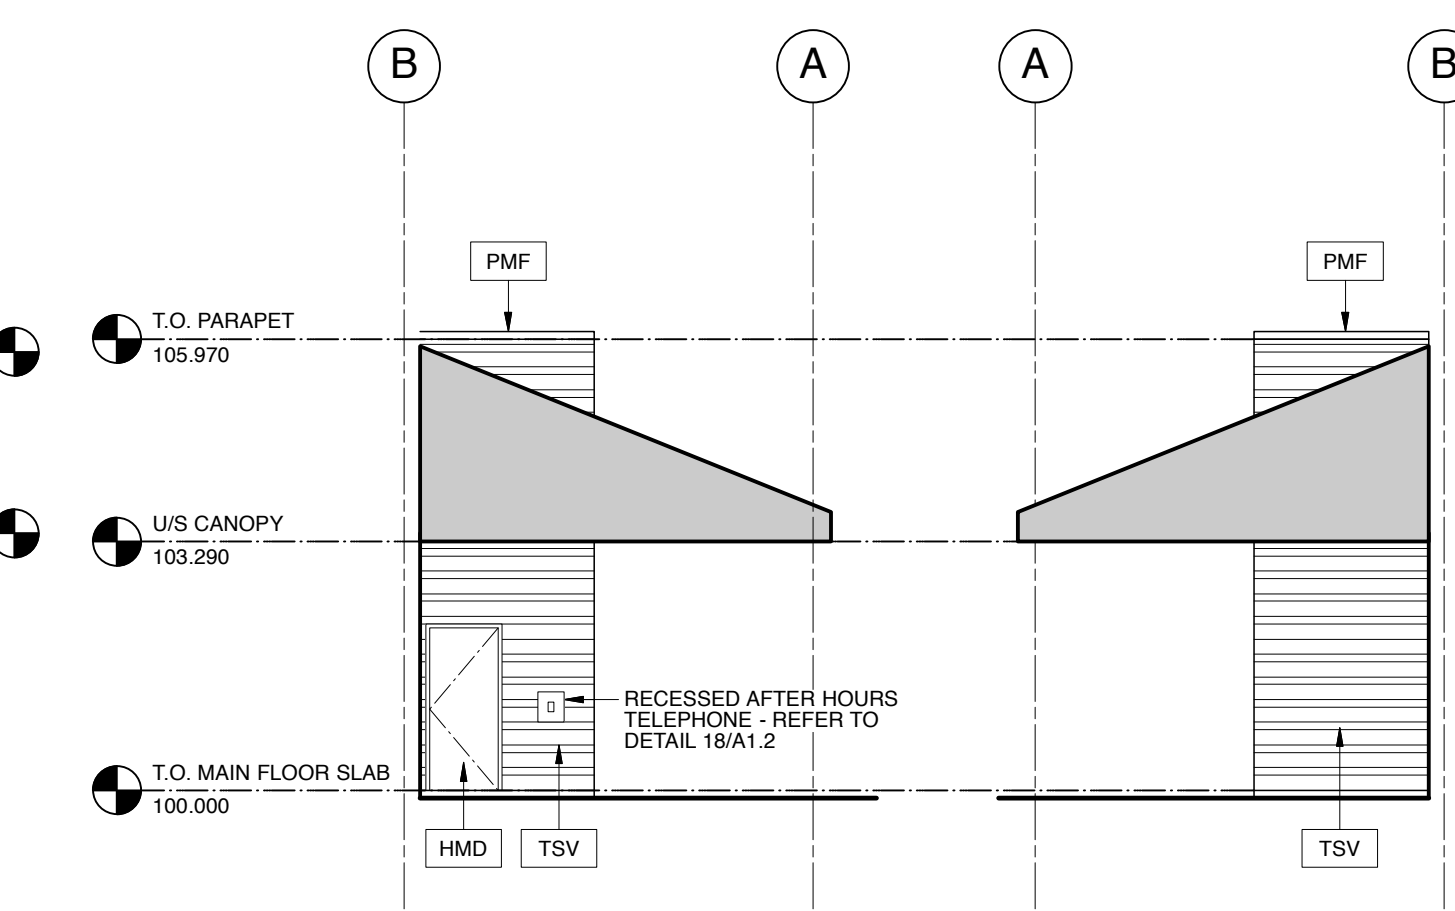 B
A
A
B
PMF
PMF
T.O. PARAPET
105.970
U/S CANOPY
103.290
RECESSED AFTER HOURS
TELEPHONE - REFER TO
DETAIL 18/A1.2
T.O. MAIN FLOOR SLAB
100.000
HMD
TSV
TSV